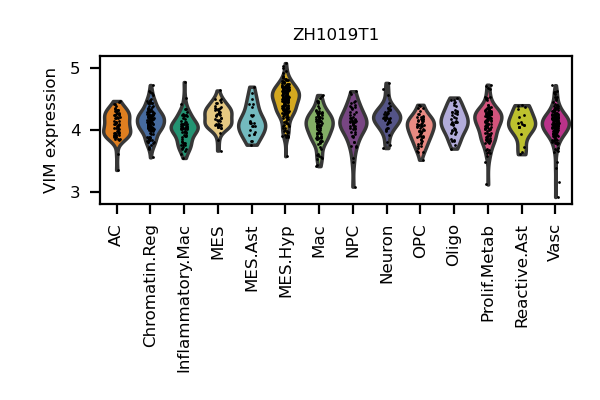 ZH1019T1
VIM expression
5
4
3
AC
Chromatin.Reg
Inflammatory.Mac
MES
MES.Ast
MES.Hyp
Mac
NPC
Neuron
OPC
Oligo
Prolif.Metab
Reactive.Ast
Vasc